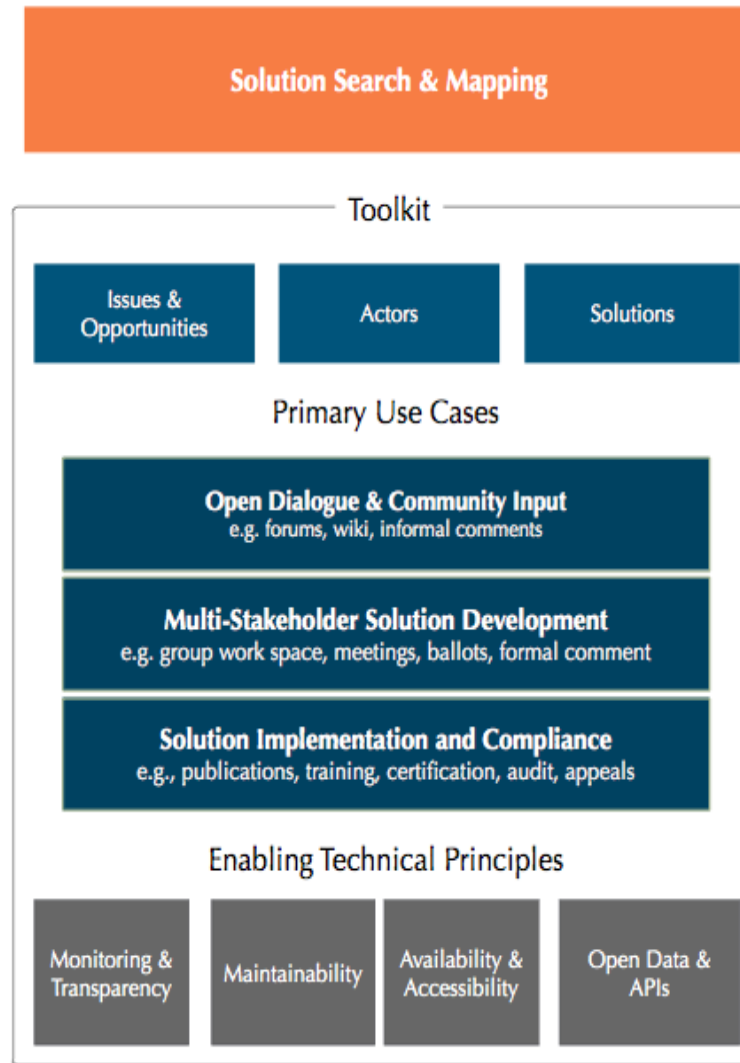 Solution Search & Mapping
Toolkit
Issues &
Opportunities
Actors
Solutions
Primary Use Cases
Open Dialogue & Community Input
e.g. forums, wiki, informal comments
Multi-Stakeholder Solution Development
e.g. group work space, meetings, ballots, formal comment
Solution Implementation and Compliance
e.g., publications, training, certification, audit, appeals
Enabling Technical Principles
Monitoring &
Transparency
Maintainability
Availability &
Accessibility
Open Data &
APIs